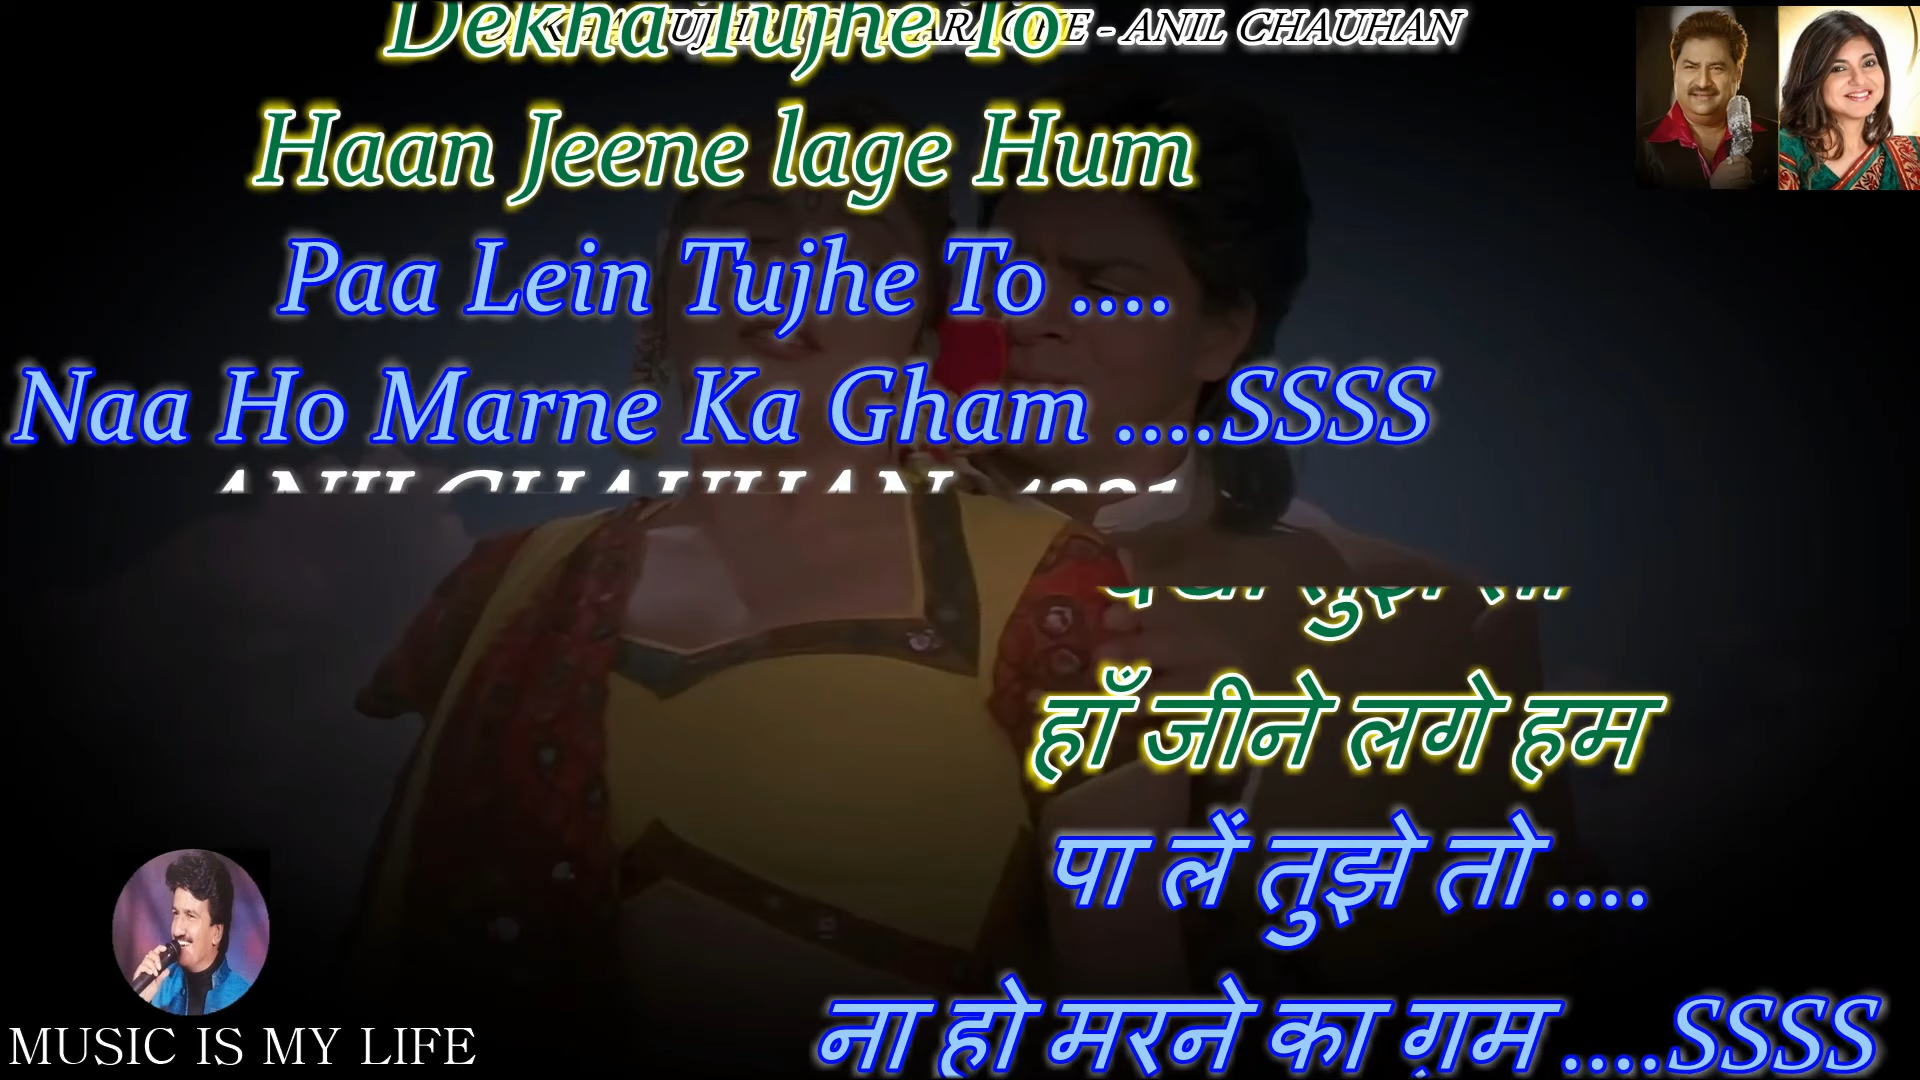 Dekha Tujhe To
- ANIL CHAUHAN
Haan Jeene lage Hum
Paa Lein Tujhe To ....
Naa Ho Marne Ka Gham ....SSSS
हाँ जीने लगे हम
पा लें तुझे तो ....
ना हो मरने का ग़म ....SSSS
MUSIC IS MY LIFE